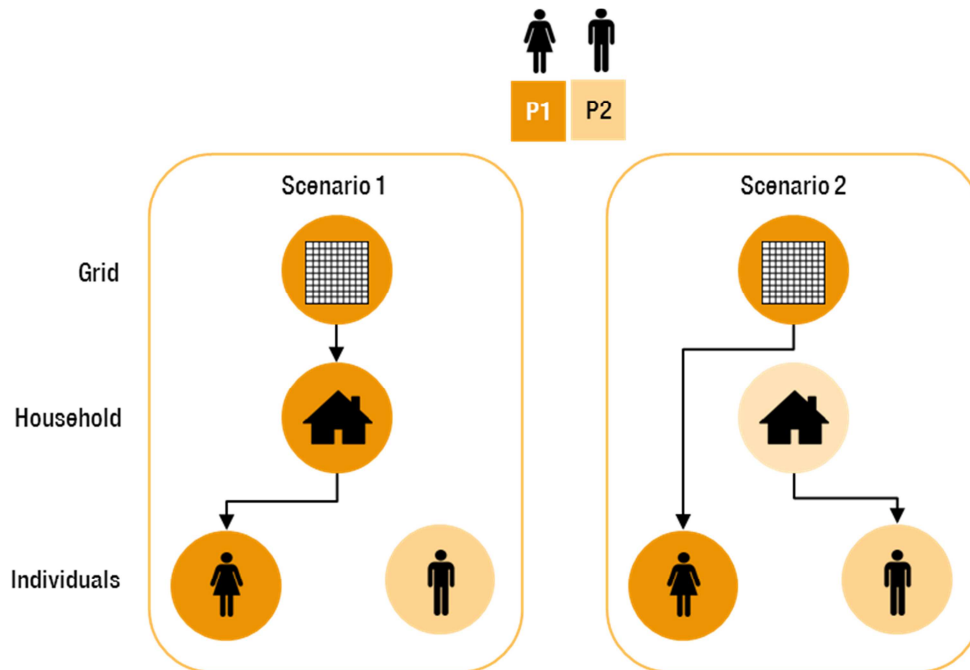 P1 P2
Scenario 1
Scenario 2
Grid
Household
Individuals